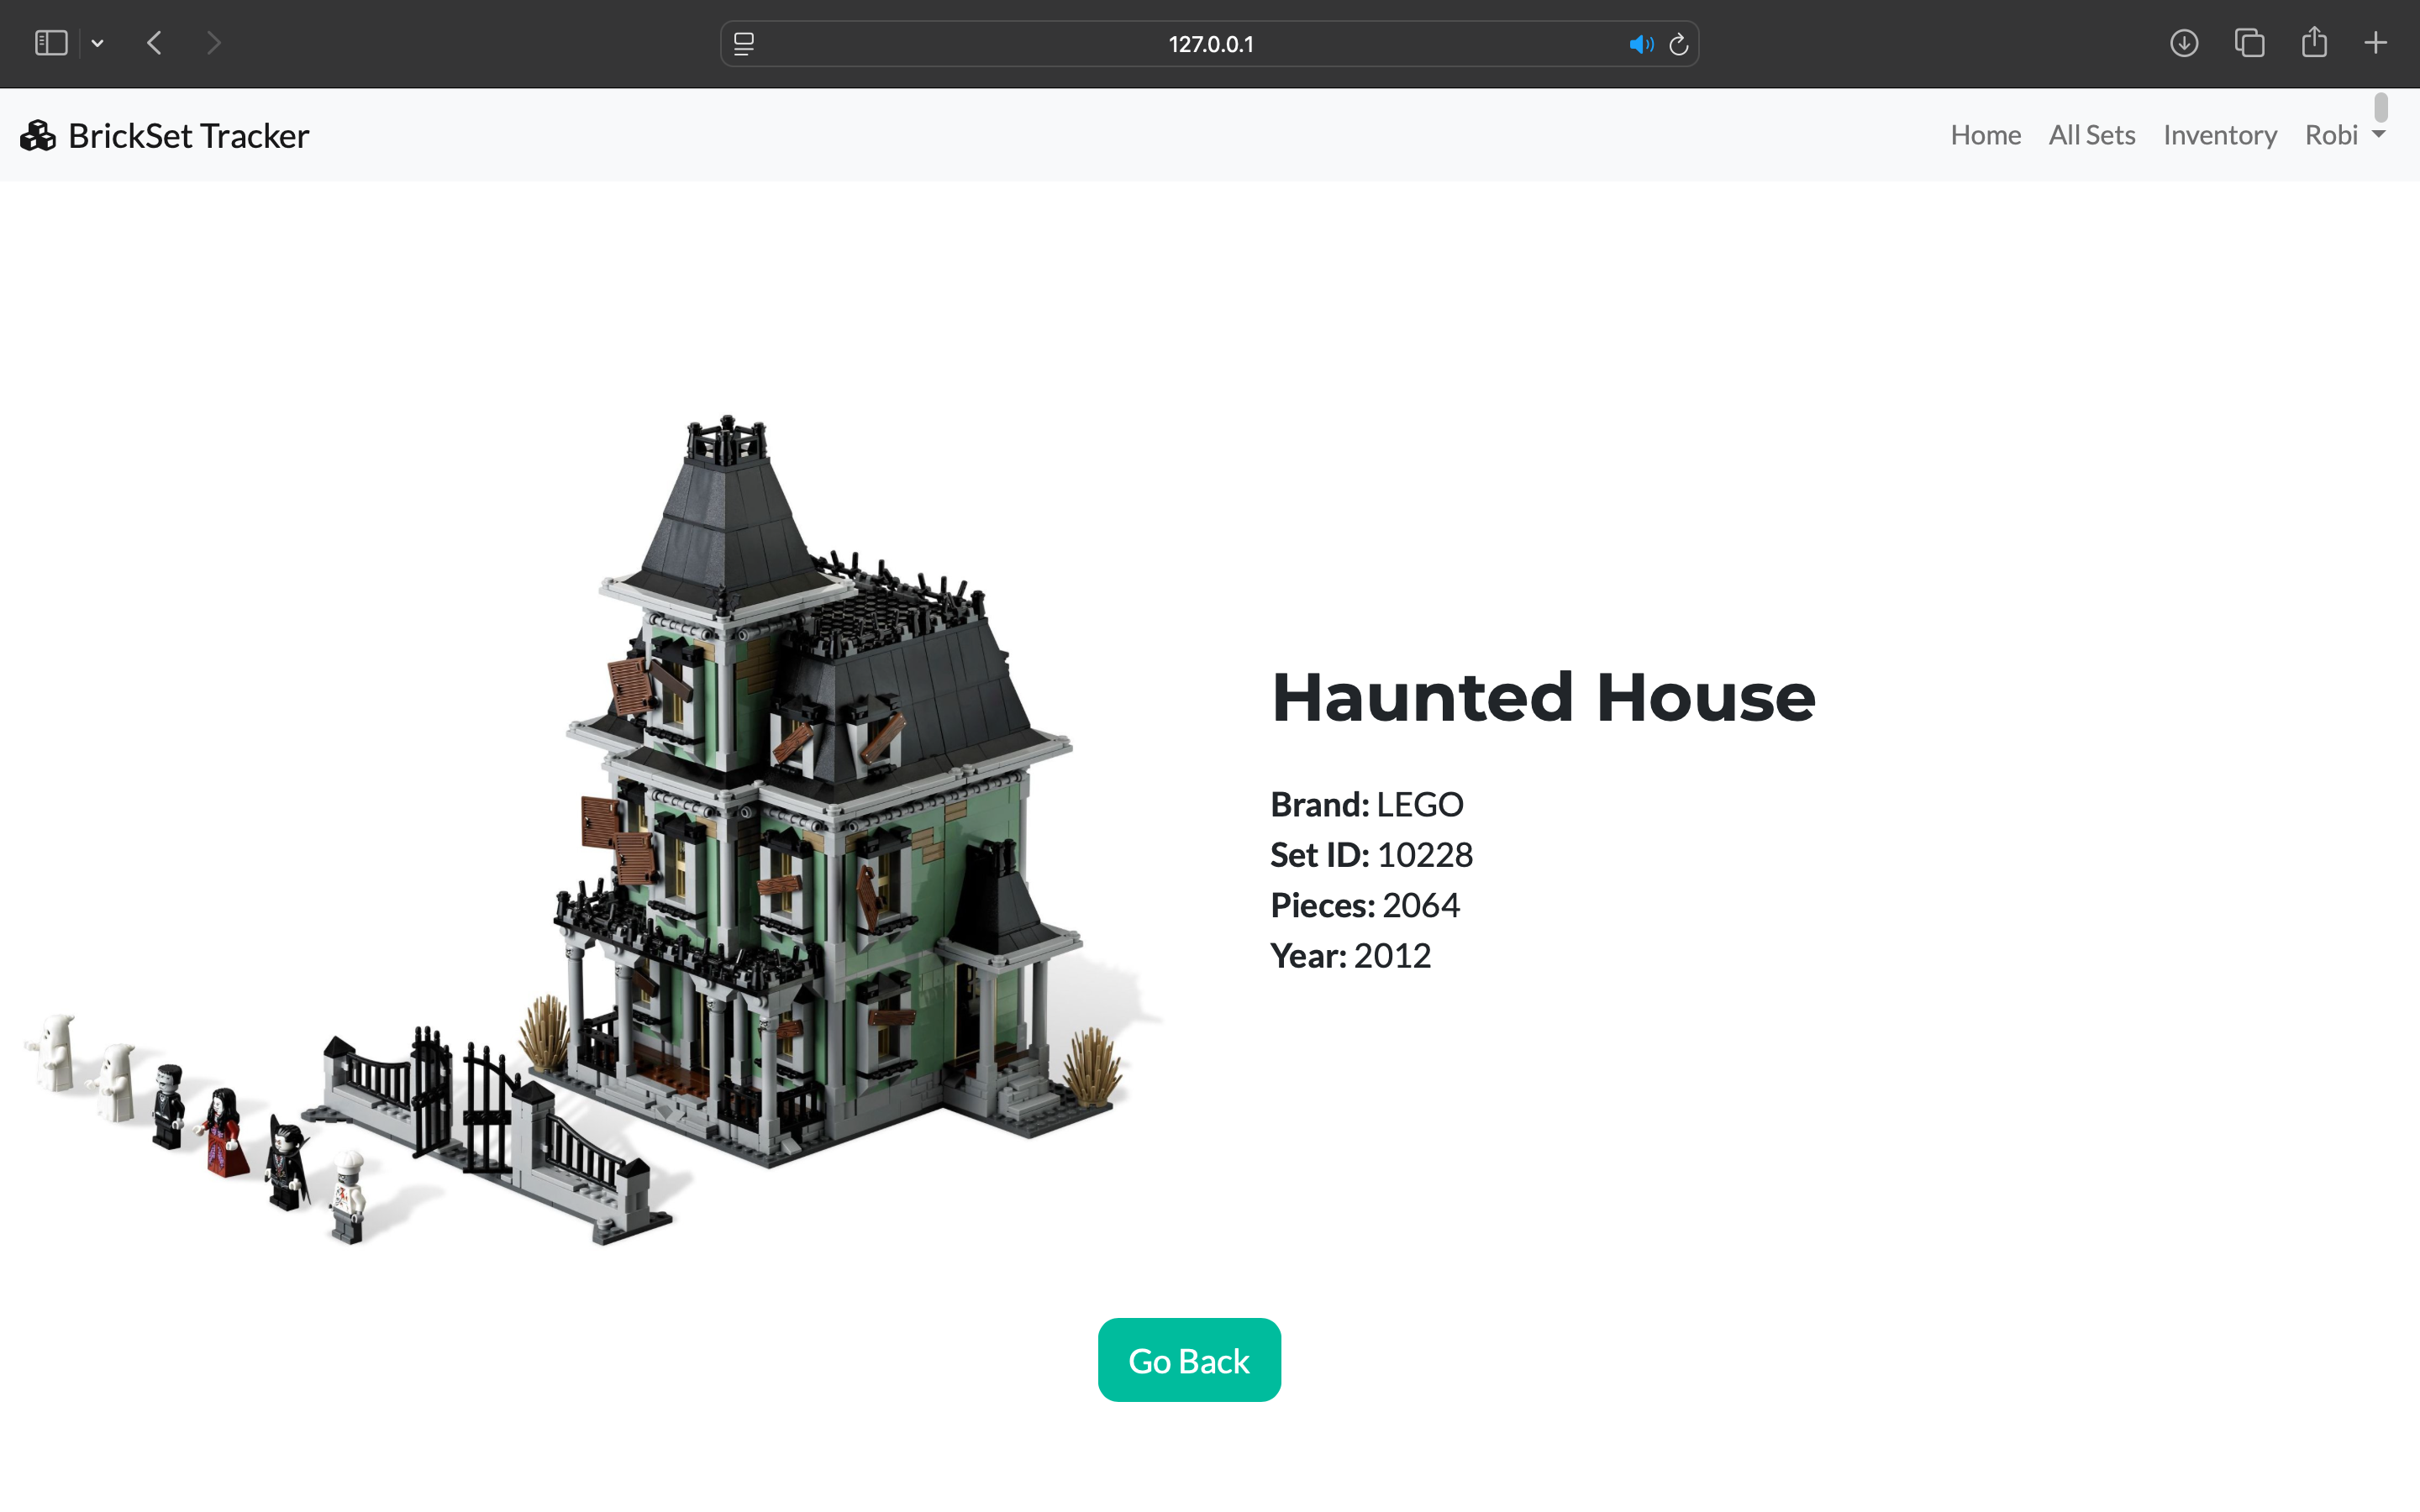 127.0.0.1
BrickSet Tracker
Home All Sets Inventory Robi
Haunted House
Brand: LEGO
Set ID: 10228
Pieces: 2064
Year: 2012
Go Back